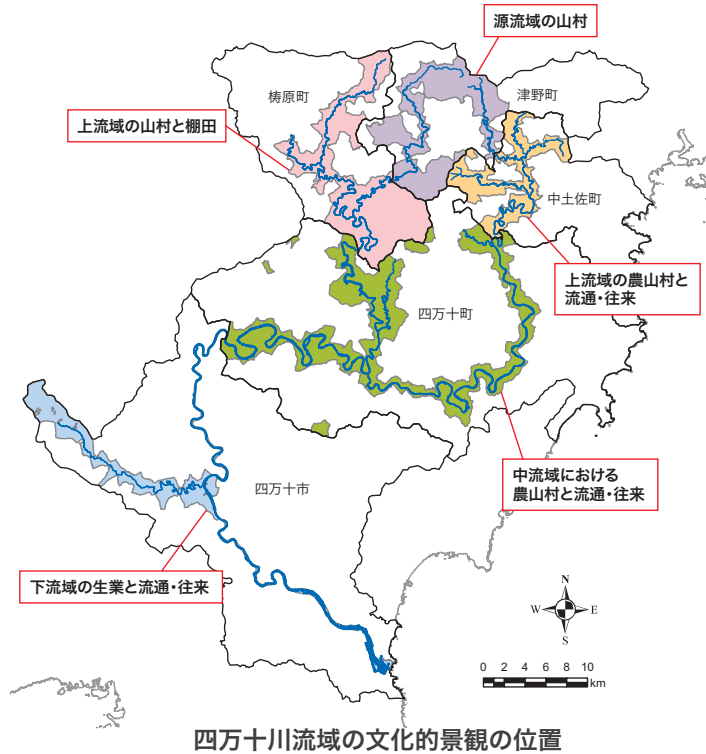 源流域の山村
梼原町
津野町
上流域の山村と棚田
中土佐町
上流域の農山村と
流通・往来
四万十町
中流域における
農山村と流通・往来
四万十市
下流域の生業と流通・往来
N
W E
S
0 2 4 6 8 10
km
四万十川流域の文化的景観の位置